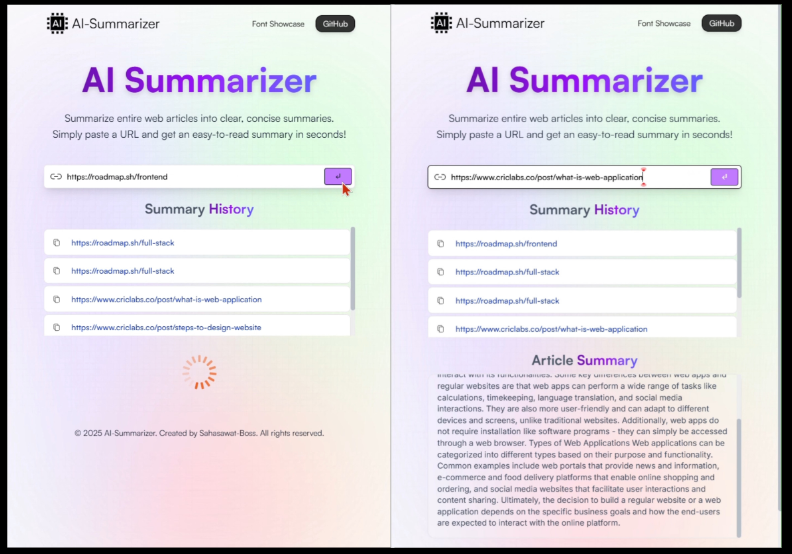 AI
AI-Summarizer
Font Showcase
GitHub
AI Summarizer
Summarize entire web articles into clear, concise summaries.
Simply paste a URL and get an easy-to-read summary in seconds!
https://roadmap.sh/frontend
Summary History
https://roadmap.sh/full-stack
https://roadmap.sh/full-stack
https://www.criclabs.co/post/what-is-web-application
https://www.criclabs.co/post/steps-to-design-website
© 2025 AI-Summarizer. Created by Sahasawat-Boss. All rights reserved.
AI
AI-Summarizer
Font Showcase
GitHub
AI Summarizer
Summarize entire web articles into clear, concise summaries.
Simply paste a URL and get an easy-to-read summary in seconds!
https://www.criclabs.co/post/what-is-web-application
Summary History
https://roadmap.sh/frontend
https://roadmap.sh/full-stack
https://roadmap.sh/full-stack
https://www.criclabs.co/post/what-is-web-application
Article Summary
interact with its functionalities. Some key differences between web apps and
regular websites are that web apps can perform a wide range of tasks like
calculations, timekeeping, language translation, and social media
interactions. They are also more user-friendly and can adapt to different
devices and screens, unlike traditional websites. Additionally, web apps do
not require installation like software programs - they can simply be accessed
through a web browser. Types of Web Applications Web applications can be
categorized into different types based on their purpose and functionality.
Common examples include web portals that provide news and information,
e-commerce and food delivery platforms that enable online shopping and
ordering, and social media websites that facilitate user interactions and
content sharing. Ultimately, the decision to build a regular website or a web
application depends on the specific business goals and how the end-users
are expected to interact with the online platform.